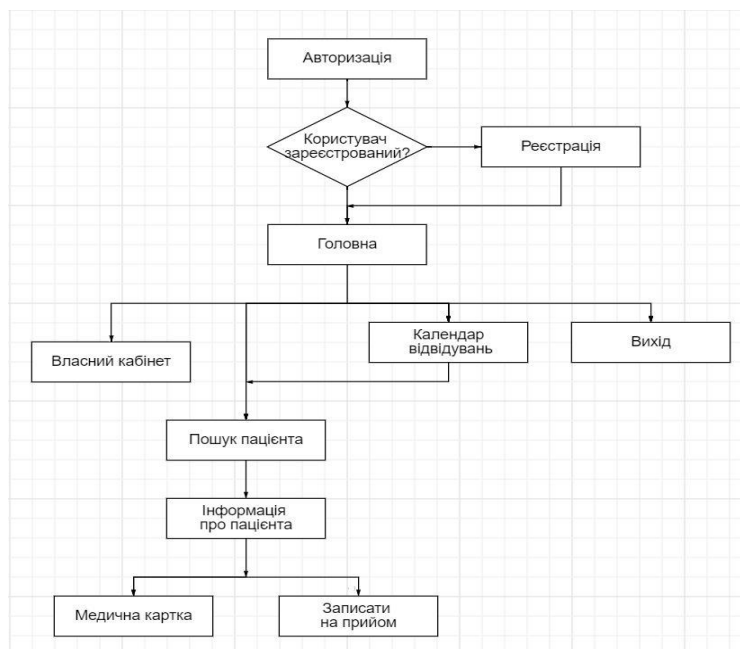 Авторизація
Користувач
зареєстрований?
Реєстрація
Головна
Власний кабінет
Календар
відвідувань
Вихід
Пошук пацієнта
Інформація
про пацієнта
Медична картка
Записати
на прийом